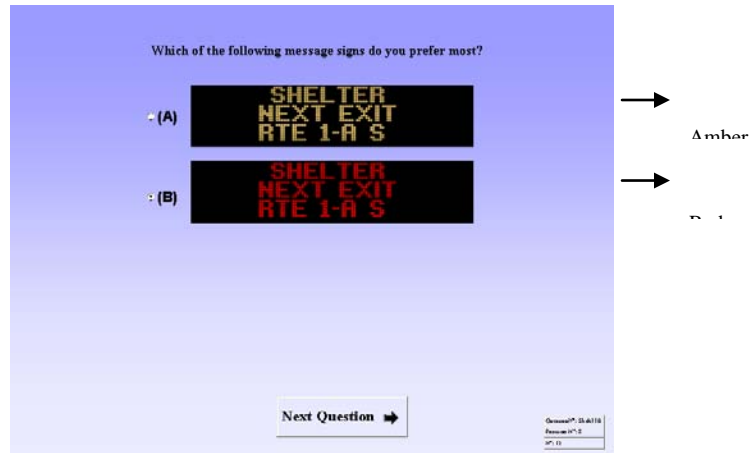 Which of the following message signs do you prefer most?
(A)
SHELTER
NEXT EXIT
RTE 1-A S
Amber
(B)
SHELTER
NEXT EXIT
RTE 1-A S
Next Question